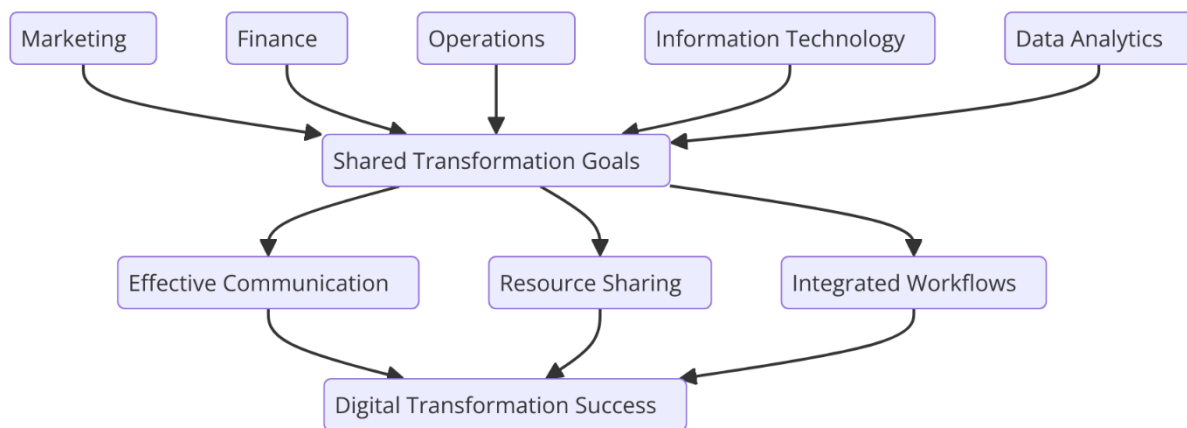 Marketing
Finance
Operations
Information Technology
Data Analytics
Shared Transformation Goals
Effective Communication
Resource Sharing
Integrated Workflows
Digital Transformation Success